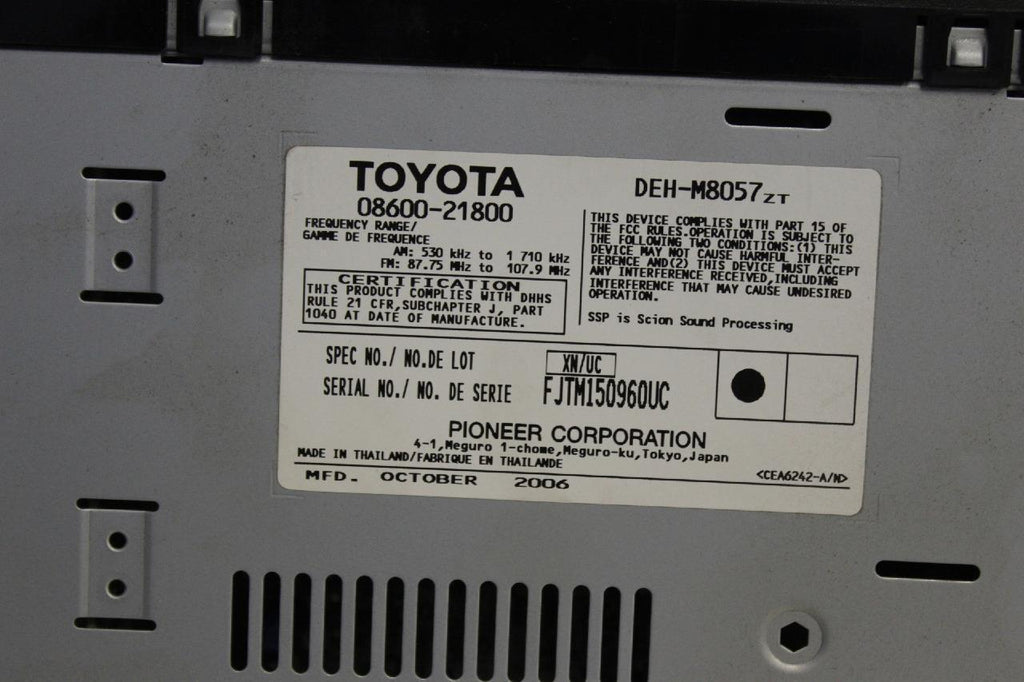 TOYOTA
08600-21800
FREQUENCY RANGE/
GAMME DE FREQUENCE
AM: 530 kHz to 1 710 kHz
FM: 87.75 MHz to 107.9 MHz
CERTIFICATION
THIS PRODUCT COMPLIES WITH DHHS
RULE 21 CFR,SUBCHAPTER J, PART
1040 AT DATE OF MANUFACTURE.
DEH-M8057ZT
THIS DEVICE COMPLIES WITH PART 15 OF
THE FCC RULES.OPERATION IS SUBJECT TO
THE FOLLOWING TWO CONDITIONS:(1) THIS
DEVICE MAY NOT CAUSE HARMFUL INTER-
FERENCE AND(2) THIS DEVICE MUST ACCEPT
ANY INTERFERENCE RECEIVED,INCLUDING
INTERFERENCE THAT MAY CAUSE UNDESIRED
OPERATION.
SSP is Scion Sound Processing
SPEC NO./ NO.DE LOT XN/UC
SERIAL NO./ NO. DE SERIE FJTM150960UC
PIONEER CORPORATION
4-1,Meguro 1-chome,Meguro-ku,Tokyo,Japan
MADE IN THAILAND/FABRIQUE EN THAILANDE
<CEA6242-A/N>
MFD. OCTOBER 2006